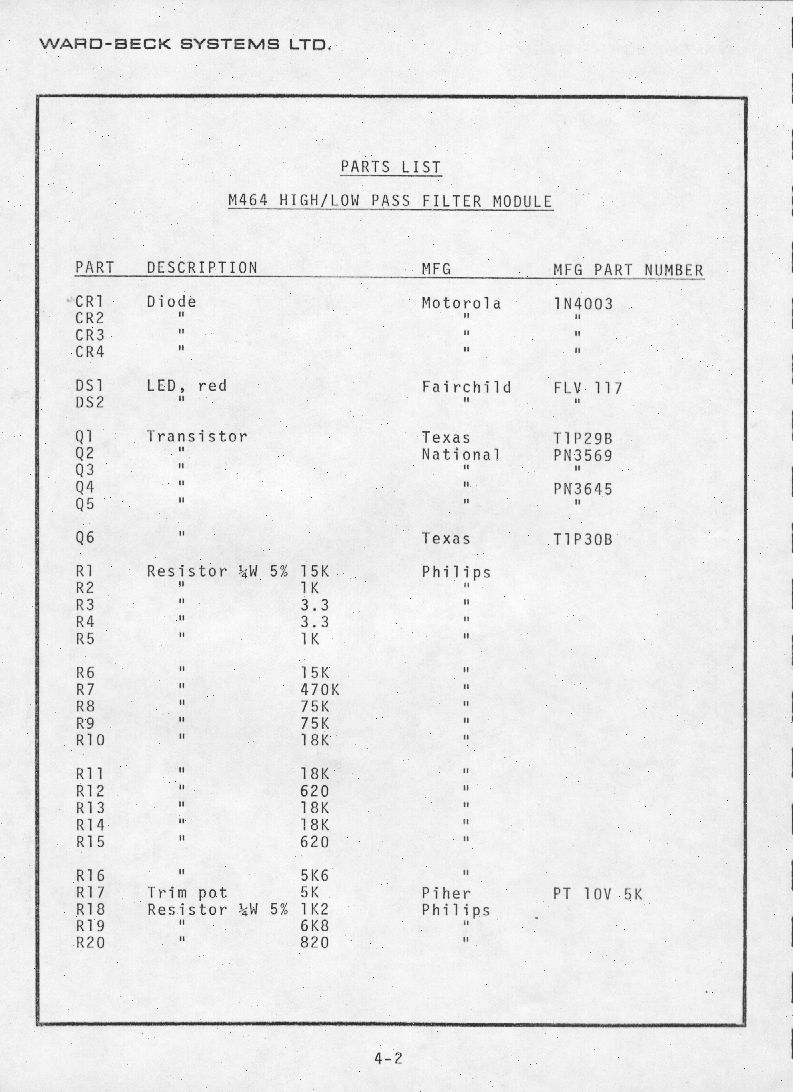 WARD-BECK SYSTEMS LTD.
PARTS LIST
M464 HIGH/LOW PASS FILTER MODULE
PART DESCRIPTION MFG MFG PART NUMBER
CR1 Diode Motorola 1N4003
CR2 " " "
CR3 " " "
CR4 " " "
DS1 LED, red Fairchild FLV 117
DS2 " " "
Q1 Transistor Texas T1P29B
Q2 " National PN3569
Q3 " " "
Q4 " " PN3645
Q5 " " "
Q6 " Texas T1P30B
R1 Resistor ¼W 5% 15K Philips
R2 " 1K "
R3 " 3.3 "
R4 " 3.3 "
R5 " 1K "
R6 " 15K "
R7 " 470K "
R8 " 75K "
R9 " 75K "
R10 " 18K "
R11 " 18K "
R12 " 620 "
R13 " 18K "
R14 " 18K "
R15 " 620 "
R16 " 5K6 "
R17 Trim pot 5K Piher PT 10V 5K
R18 Resistor ¼W 5% 1K2 Philips
R19 " 6K8 "
R20 " 820 "
4-2